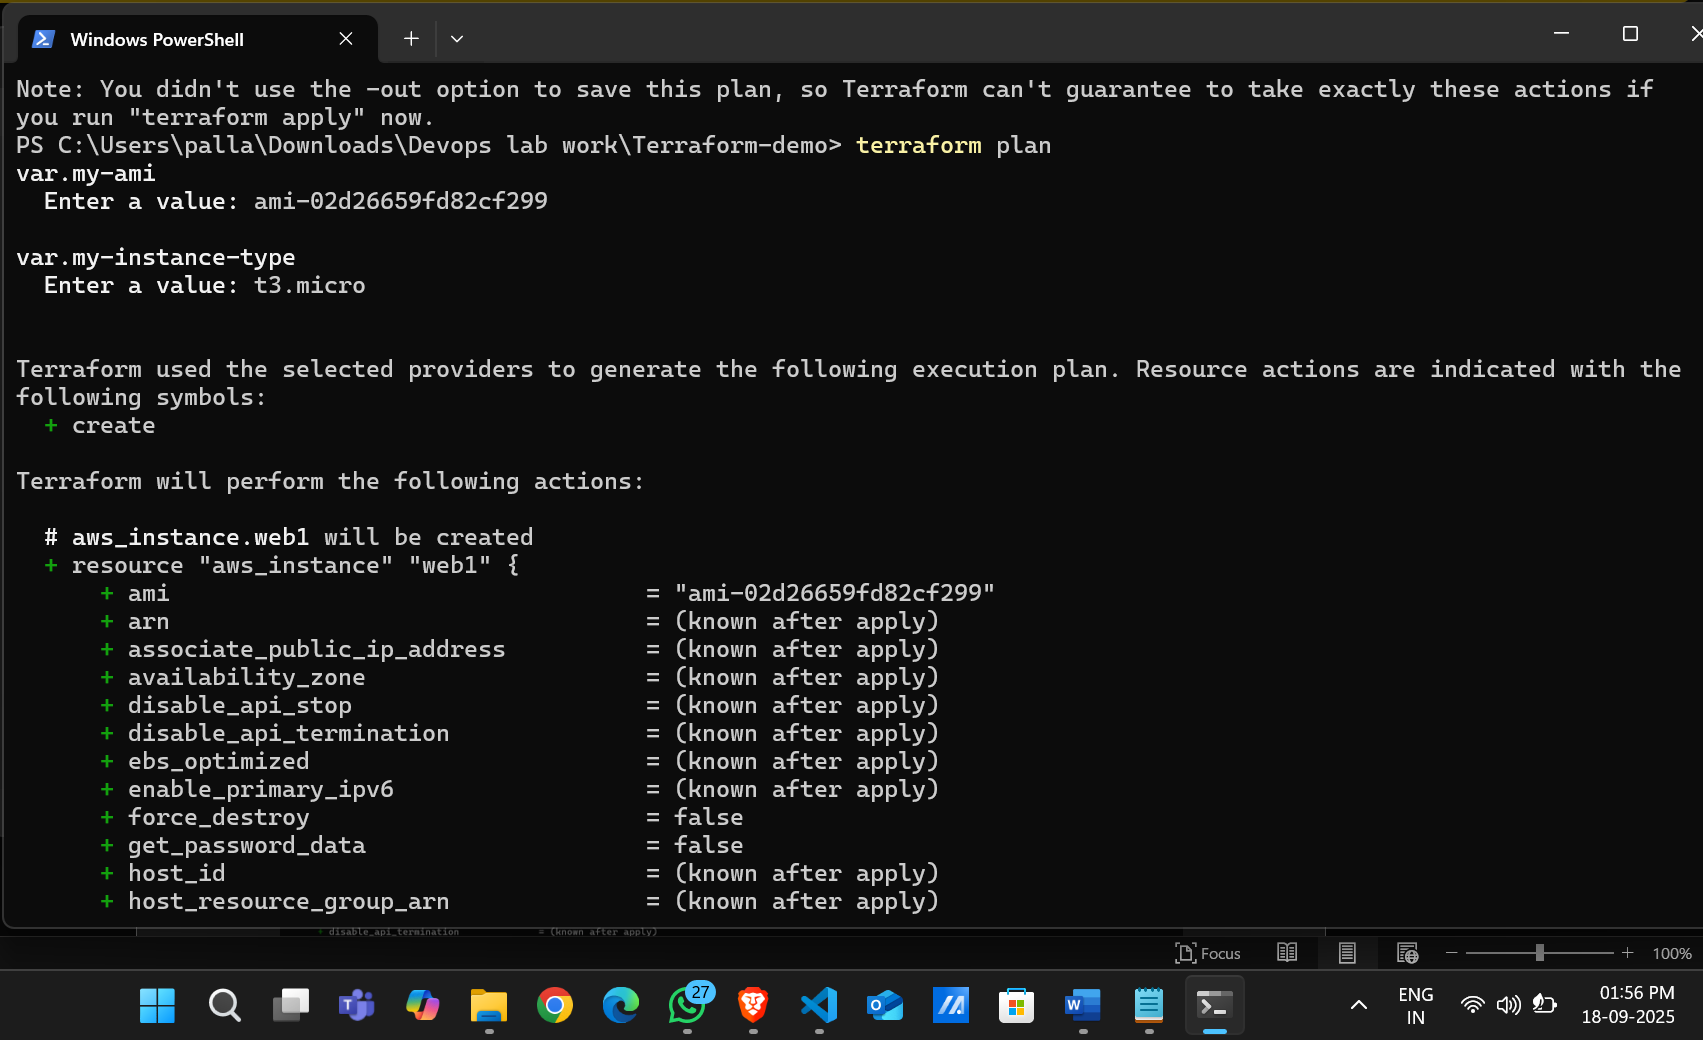 Windows PowerShell
Note: You didn't use the -out option to save this plan, so Terraform can't guarantee to take exactly these actions if
you run "terraform apply" now.
PS C:\Users\palla\Downloads\Devops lab work\Terraform-demo> terraform plan
var.my-ami
  Enter a value: ami-02d26659fd82cf299
var.my-instance-type
  Enter a value: t3.micro
Terraform used the selected providers to generate the following execution plan. Resource actions are indicated with the
following symbols:
  + create
Terraform will perform the following actions:
  # aws_instance.web1 will be created
  + resource "aws_instance" "web1" {
      + ami                                  = "ami-02d26659fd82cf299"
      + arn                                  = (known after apply)
      + associate_public_ip_address          = (known after apply)
      + availability_zone                    = (known after apply)
      + disable_api_stop                     = (known after apply)
      + disable_api_termination              = (known after apply)
      + ebs_optimized                        = (known after apply)
      + enable_primary_ipv6                  = (known after apply)
      + force_destroy                        = false
      + get_password_data                    = false
      + host_id                              = (known after apply)
      + host_resource_group_arn              = (known after apply)
+ disable_api_termination = (known after apply)
Focus
100%
27
ENG
IN
01:56 PM
18-09-2025